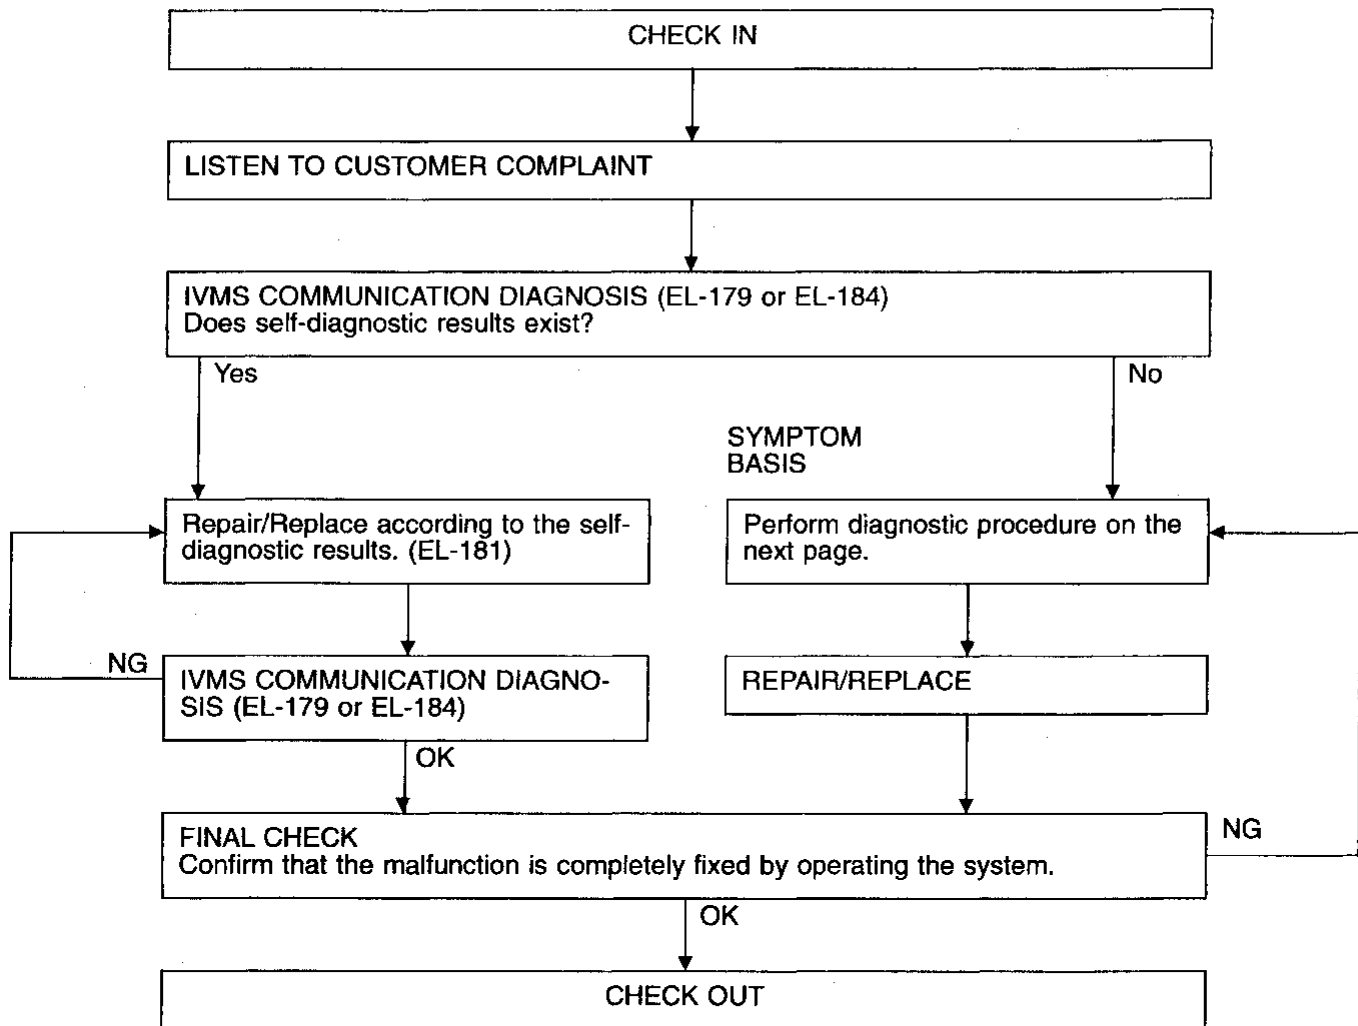 CHECK IN
LISTEN TO CUSTOMER COMPLAINT
IVMS COMMUNICATION DIAGNOSIS (EL-179 or EL-184)
Does self-diagnostic results exist?
Yes
No
SYMPTOM
BASIS
Repair/Replace according to the self-
diagnostic results. (EL-181)
Perform diagnostic procedure on the
next page.
NG
IVMS COMMUNICATION DIAGNO-
SIS (EL-179 or EL-184)
REPAIR/REPLACE
OK
FINAL CHECK
Confirm that the malfunction is completely fixed by operating the system.
NG
OK
CHECK OUT